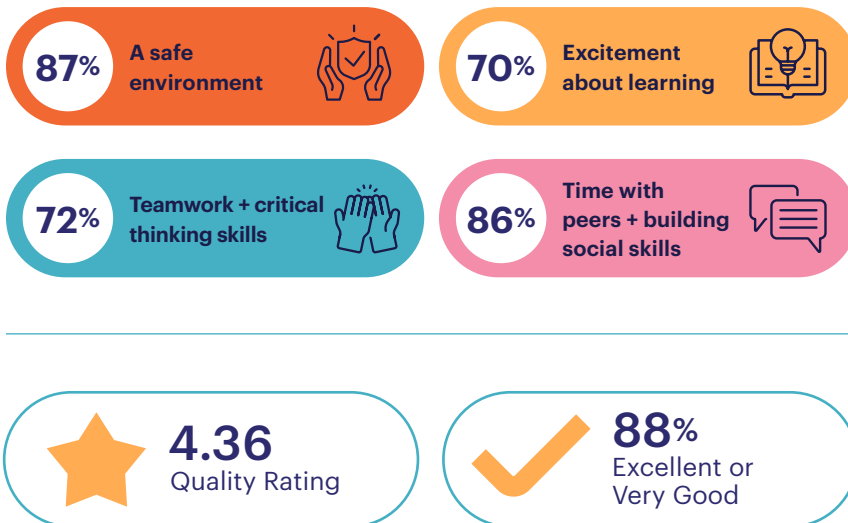 87%
A safe
environment
70%
Excitement
about learning
72%
Teamwork + critical
thinking skills
86%
Time with
peers + building
social skills
4.36
Quality Rating
88%
Excellent or
Very Good